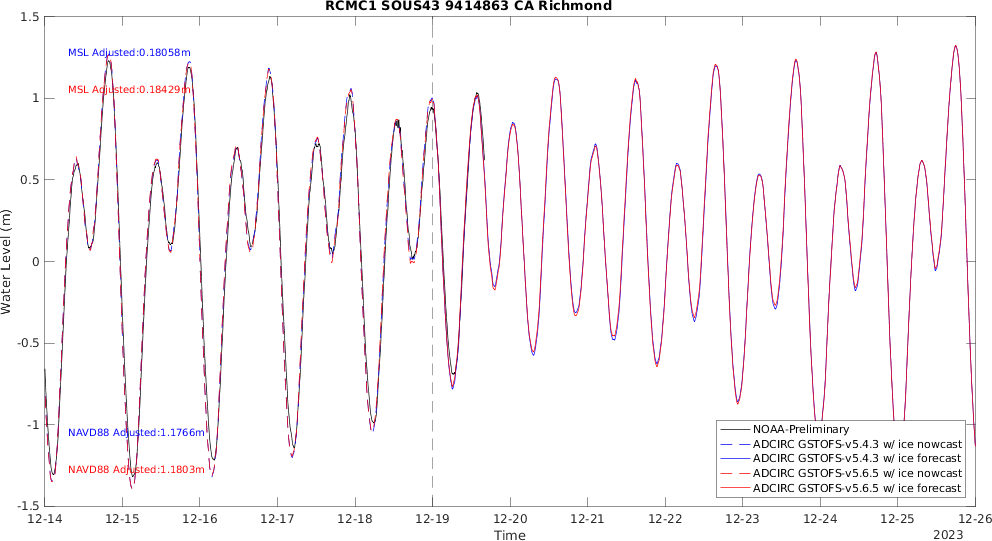 RCMC1 SOUS43 9414863 CA Richmond
1.5
MSL Adjusted:0.18058m
1
MSL Adjusted:0.18429m
0.5
0
Water Level (m)
-0.5
-1
NAVD88 Adjusted:1.1766m
NAVD88 Adjusted:1.1803m
-1.5
NOAA-Preliminary
ADCIRC GSTOFS-v5.4.3 w/ ice nowcast
ADCIRC GSTOFS-v5.4.3 w/ ice forecast
ADCIRC GSTOFS-v5.6.5 w/ ice nowcast
ADCIRC GSTOFS-v5.6.5 w/ ice forecast
12-14 12-15 12-16 12-17 12-18 12-19 12-20 12-21 12-22 12-23 12-24 12-25 12-26
Time
2023